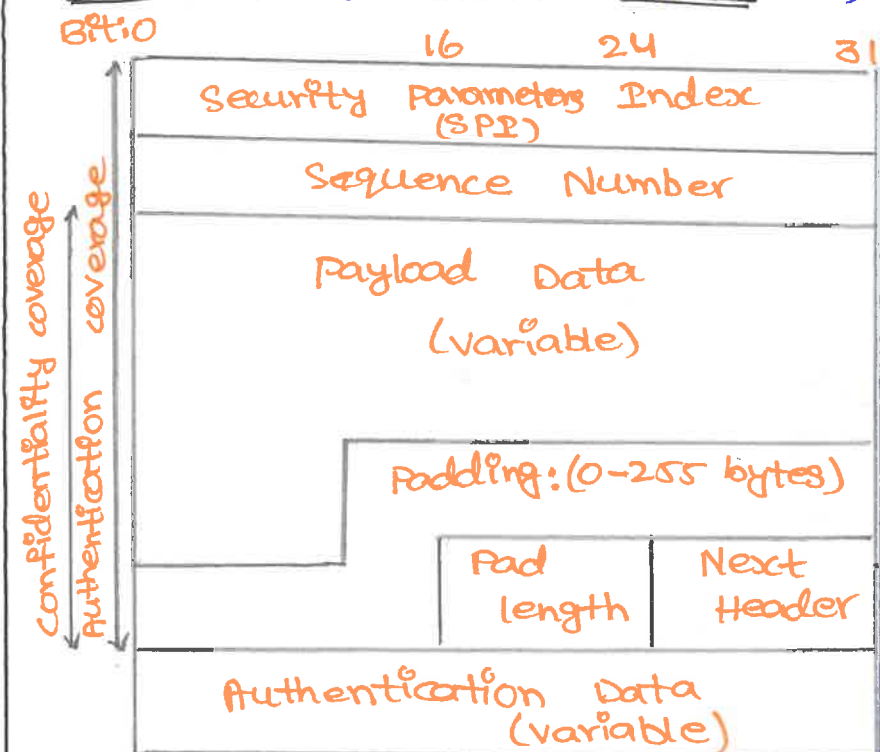 Bit:0 16 24 31
Security Parameters Index
(SPI)
Sequence Number
Payload Data
(variable)
Padding:(0-255 bytes)
Pad Next
length Header
Authentication Data
(variable)
Confidentiality coverage
Authentication coverage